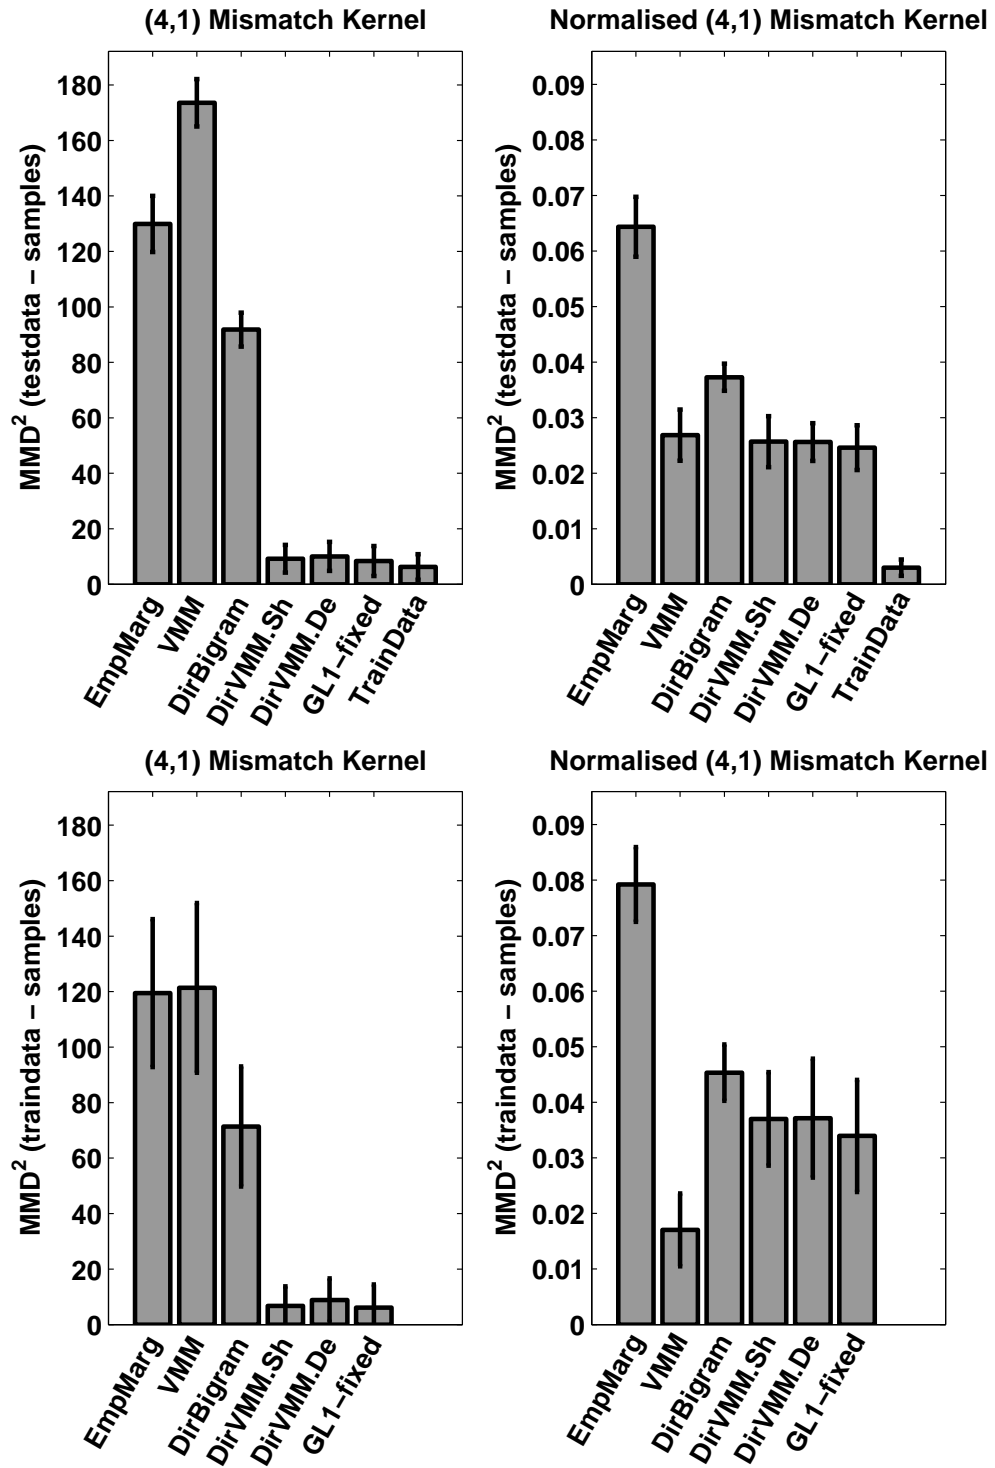 (4,1) Mismatch Kernel
MMD² (testdata − samples)
180
160
140
120
100
80
60
40
20
0
EmpMarg
VMM
DirBigram
DirVMM.Sh
DirVMM.De
GL1−fixed
TrainData
Normalised (4,1) Mismatch Kernel
MMD² (testdata − samples)
0.09
0.08
0.07
0.06
0.05
0.04
0.03
0.02
0.01
0
EmpMarg
VMM
DirBigram
DirVMM.Sh
DirVMM.De
GL1−fixed
TrainData
(4,1) Mismatch Kernel
MMD² (traindata − samples)
180
160
140
120
100
80
60
40
20
0
EmpMarg
VMM
DirBigram
DirVMM.Sh
DirVMM.De
GL1−fixed
Normalised (4,1) Mismatch Kernel
MMD² (traindata − samples)
0.09
0.08
0.07
0.06
0.05
0.04
0.03
0.02
0.01
0
EmpMarg
VMM
DirBigram
DirVMM.Sh
DirVMM.De
GL1−fixed